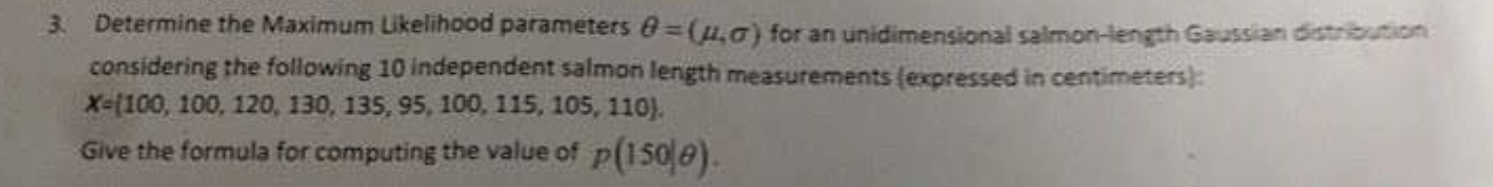 3. Determine the Maximum Likelihood parameters θ = (μ,σ) for an unidimensional salmon-length Gaussian distribution
considering the following 10 independent salmon length measurements (expressed in centimeters):
X={100, 100, 120, 130, 135, 95, 100, 115, 105, 110}.
Give the formula for computing the value of p(150|θ).